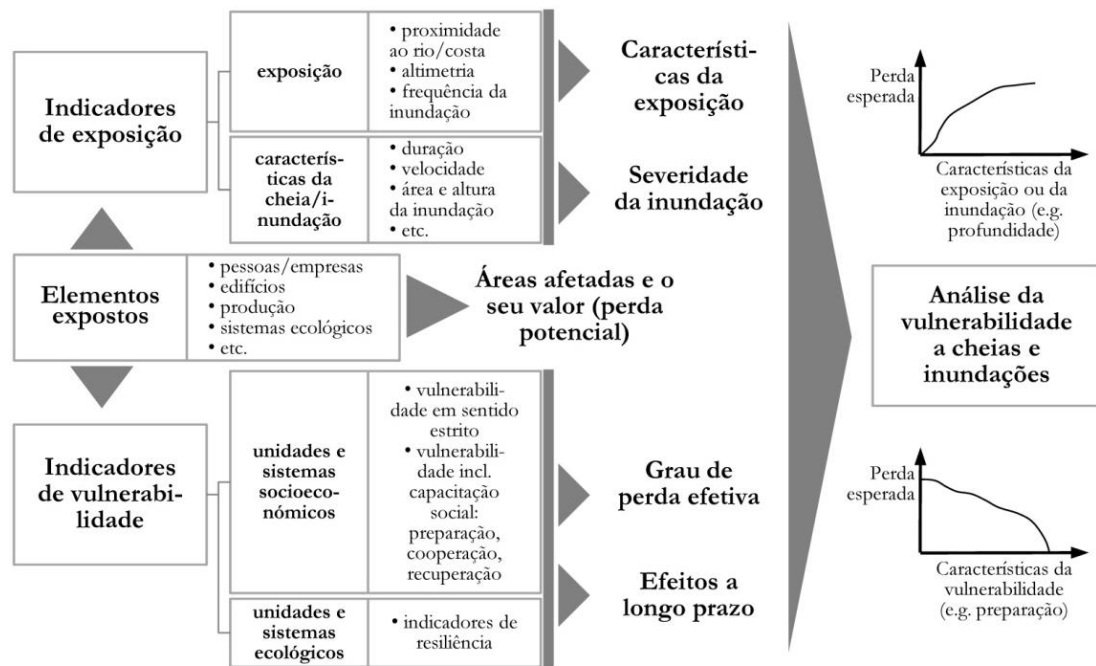 Indicadores
de exposição
exposição
• proximidade
ao rio/costa
• altimetria
• frequência da
inundação
Característi-
cas da
exposição
caracterís-
ticas da
cheia/i-
nundação
• duração
• velocidade
• área e altura
da inundação
• etc.
Severidade
da inundação
Elementos
expostos
• pessoas/empresas
• edifícios
• produção
• sistemas ecológicos
• etc.
Áreas afetadas e o
seu valor (perda
potencial)
Indicadores
de vulnerabi-
lidade
unidades e
sistemas
socioeco-
nómicos
• vulnerabili-
dade em sentido
estrito
• vulnerabili-
dade incl.
capacitação
social:
preparação,
cooperação,
recuperação
Grau de
perda efetiva
unidades e
sistemas
ecológicos
• indicadores de
resiliência
Efeitos a
longo prazo
Perda
esperada
Características da
exposição ou da
inundação (e.g.
profundidade)
Análise da
vulnerabilidade
a cheias e
inundações
Perda
esperada
Características da
vulnerabilidade
(e.g. preparação)